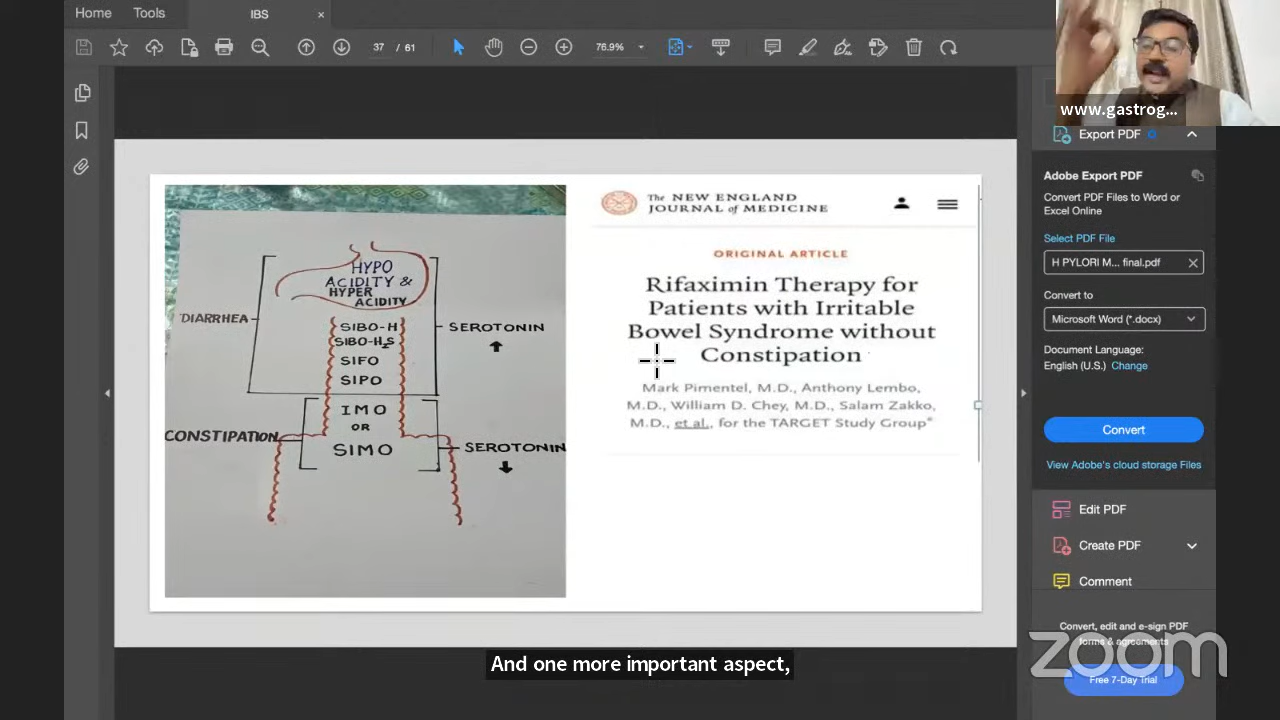 Home Tools IBS ×
37 / 61 76.9%
www.gastrog...
HYPO
ACIDITY &
HYPER
ACIDITY
DIARRHEA
SIBO-H
SIBO-H2S
SIFO
SIPO
SEROTONIN
IMO
OR
SIMO
CONSTIPATION
SEROTONIN
The NEW ENGLAND
JOURNAL of MEDICINE
ORIGINAL ARTICLE
Rifaximin Therapy for
Patients with Irritable
Bowel Syndrome without
Constipation
Mark Pimentel, M.D., Anthony Lembo,
M.D., William D. Chey, M.D., Salam Zakko,
M.D., et al., for the TARGET Study Group*
Export PDF
Adobe Export PDF
Convert PDF Files to Word or
Excel Online
Select PDF File
H PYLORI M... final.pdf
Convert to
Microsoft Word (*.docx)
Document Language:
English (U.S.) Change
Convert
View Adobe's cloud storage Files
Edit PDF
Create PDF
Comment
Convert, edit and e-sign PDF
forms & agreements
Free 7-Day Trial
zoom
And one more important aspect,